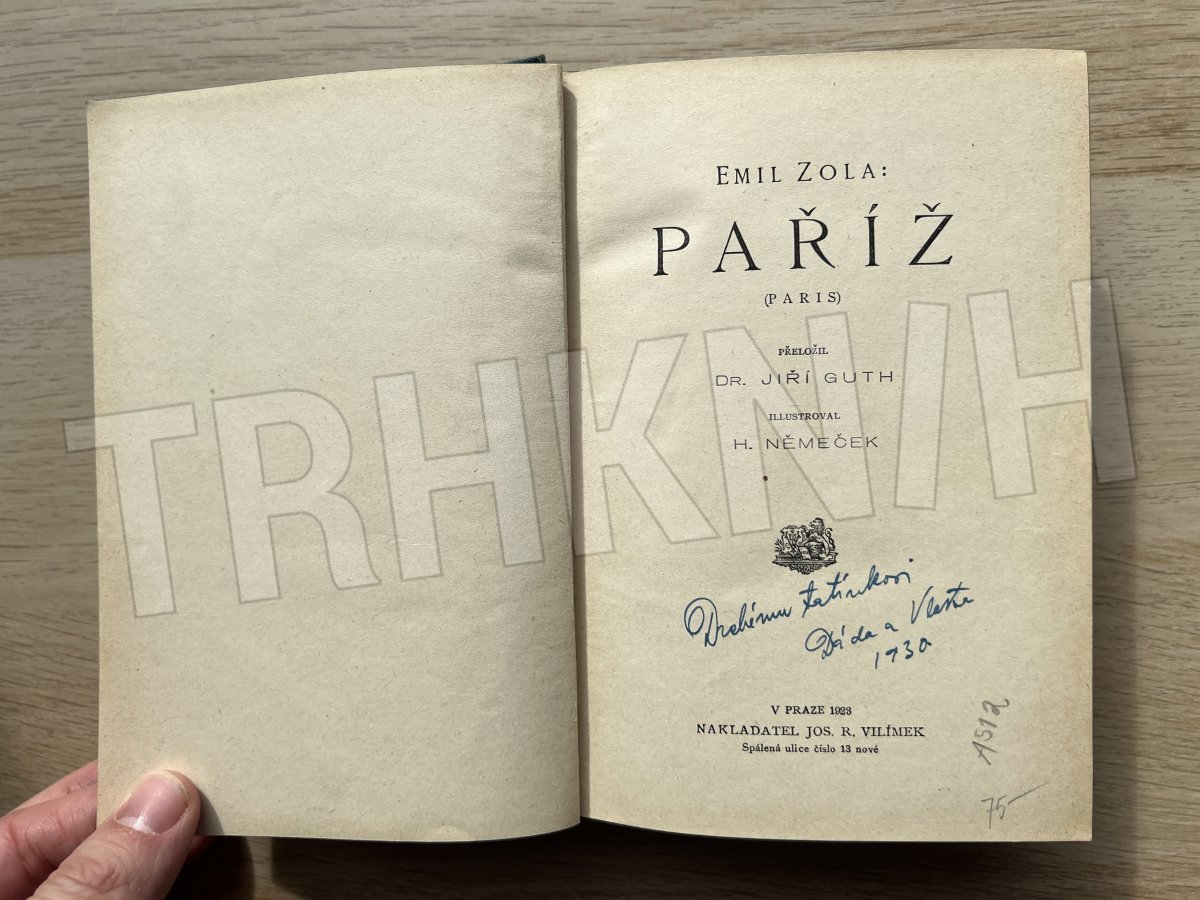 EMIL ZOLA:
PAŘÍŽ
(PARIS)
PŘELOŽIL
DR. JIŘÍ GUTH
ILLUSTROVAL
H. NĚMEČEK
TRHKNIH
Drahému tatínkovi
Dáda a Vlasta
1930
V PRAZE 1923
NAKLADATEL JOS. R. VILÍMEK
Spálená ulice číslo 13 nové
1512
75-